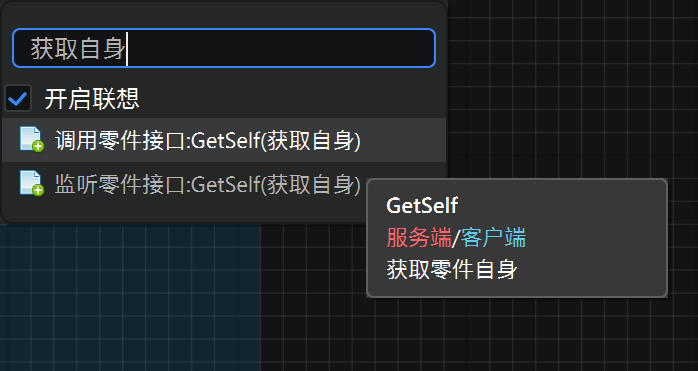 获取自身
开启联想
调用零件接口:GetSelf(获取自身)
监听零件接口:GetSelf(获取自身)
GetSelf
服务端/客户端
获取零件自身